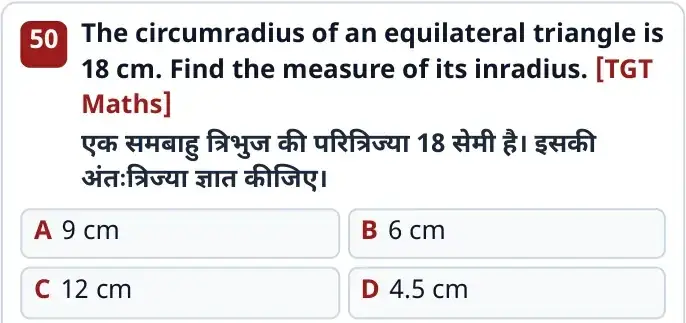 50 The circumradius of an equilateral triangle is
18 cm. Find the measure of its inradius. [TGT
Maths]
एक समबाहु त्रिभुज की परित्रिज्या 18 सेमी है। इसकी
अंतःत्रिज्या ज्ञात कीजिए।
A 9 cm B 6 cm
C 12 cm D 4.5 cm